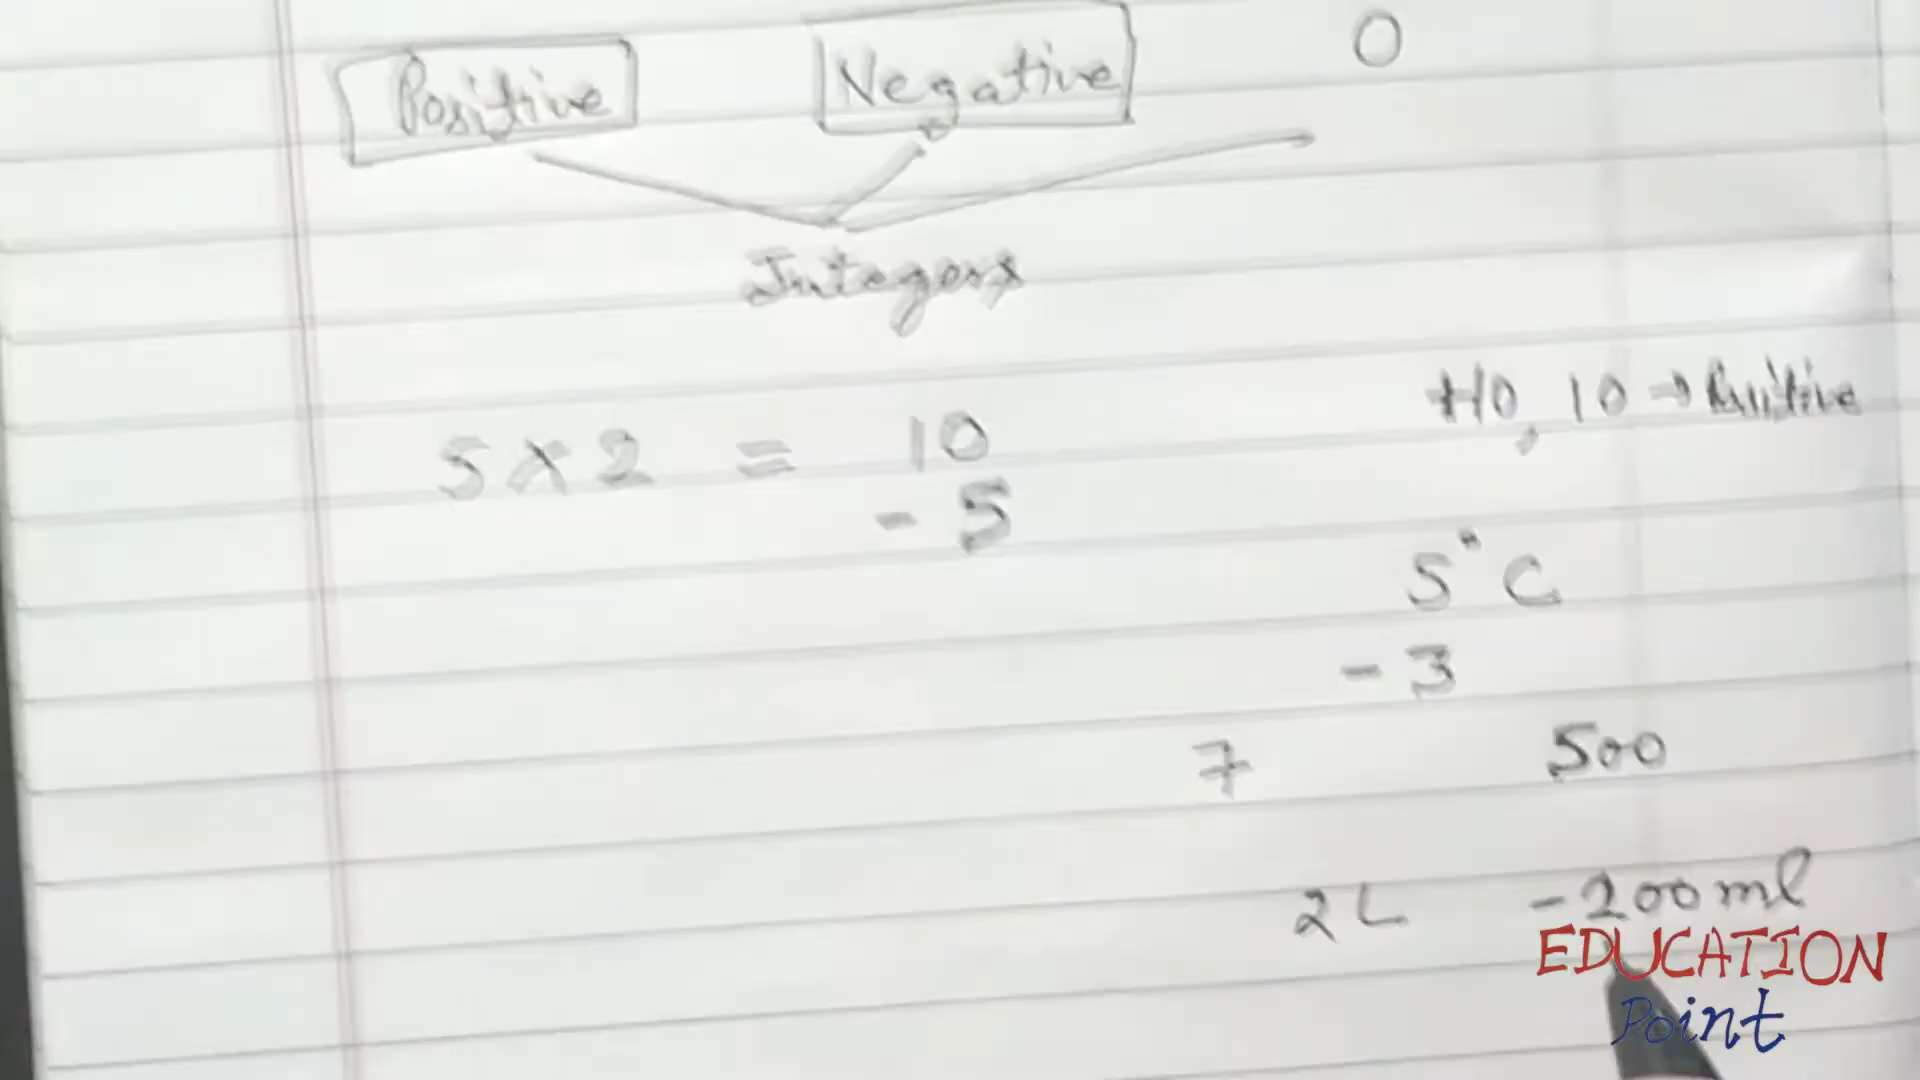 Positive Negative 0
Integers
+10, 10 → Positive
5 × 2 = 10
- 5
5°C
- 3
7 500
2L -200ml
EDUCATION
Point